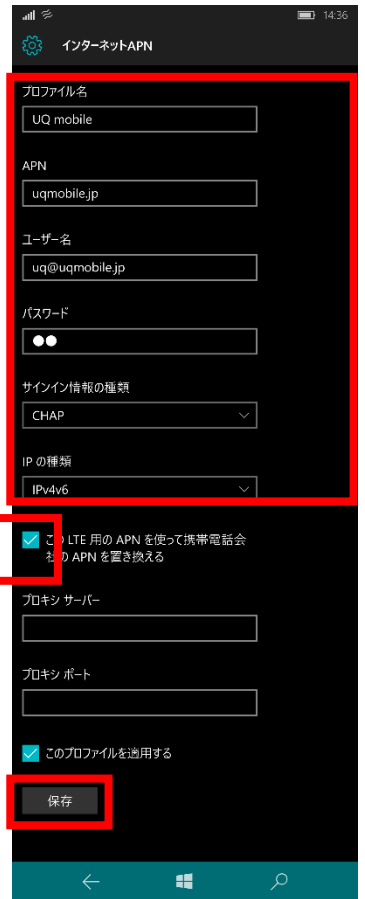 14:36
インターネットAPN
プロファイル名
UQ mobile
APN
uqmobile.jp
ユーザー名
uq@uqmobile.jp
パスワード
●●
サインイン情報の種類
CHAP
IP の種類
IPv4v6
この LTE 用の APN を使って携帯電話会
社の APN を置き換える
プロキシ サーバー
プロキシ ポート
このプロファイルを適用する
保存